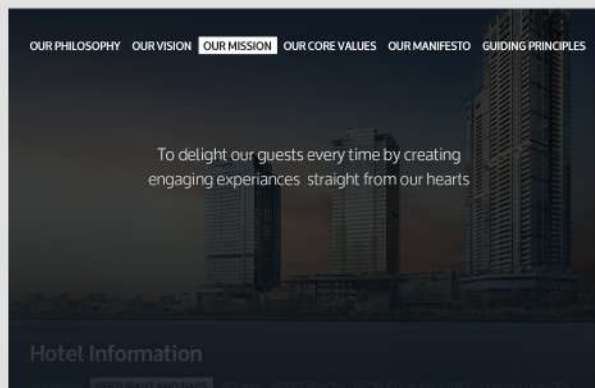 OUR PHILOSOPHY OUR VISION OUR MISSION OUR CORE VALUES OUR MANIFESTO GUIDING PRINCIPLES
To delight our guests every time by creating
engaging experiances straight from our hearts
Hotel Information